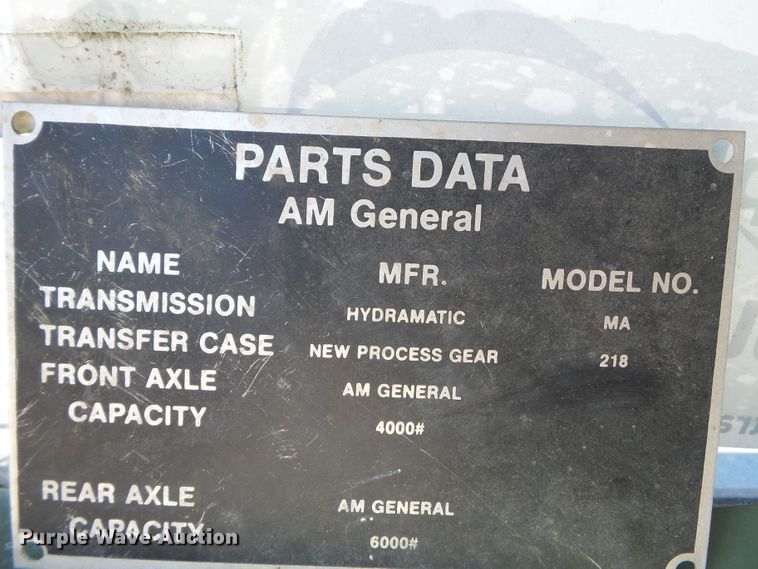 PARTS DATA
AM General
NAME MFR. MODEL NO.
TRANSMISSION HYDRAMATIC MA
TRANSFER CASE NEW PROCESS GEAR 218
FRONT AXLE AM GENERAL
CAPACITY 4000#
REAR AXLE AM GENERAL
CAPACITY 6000#
Purple Wave Auction